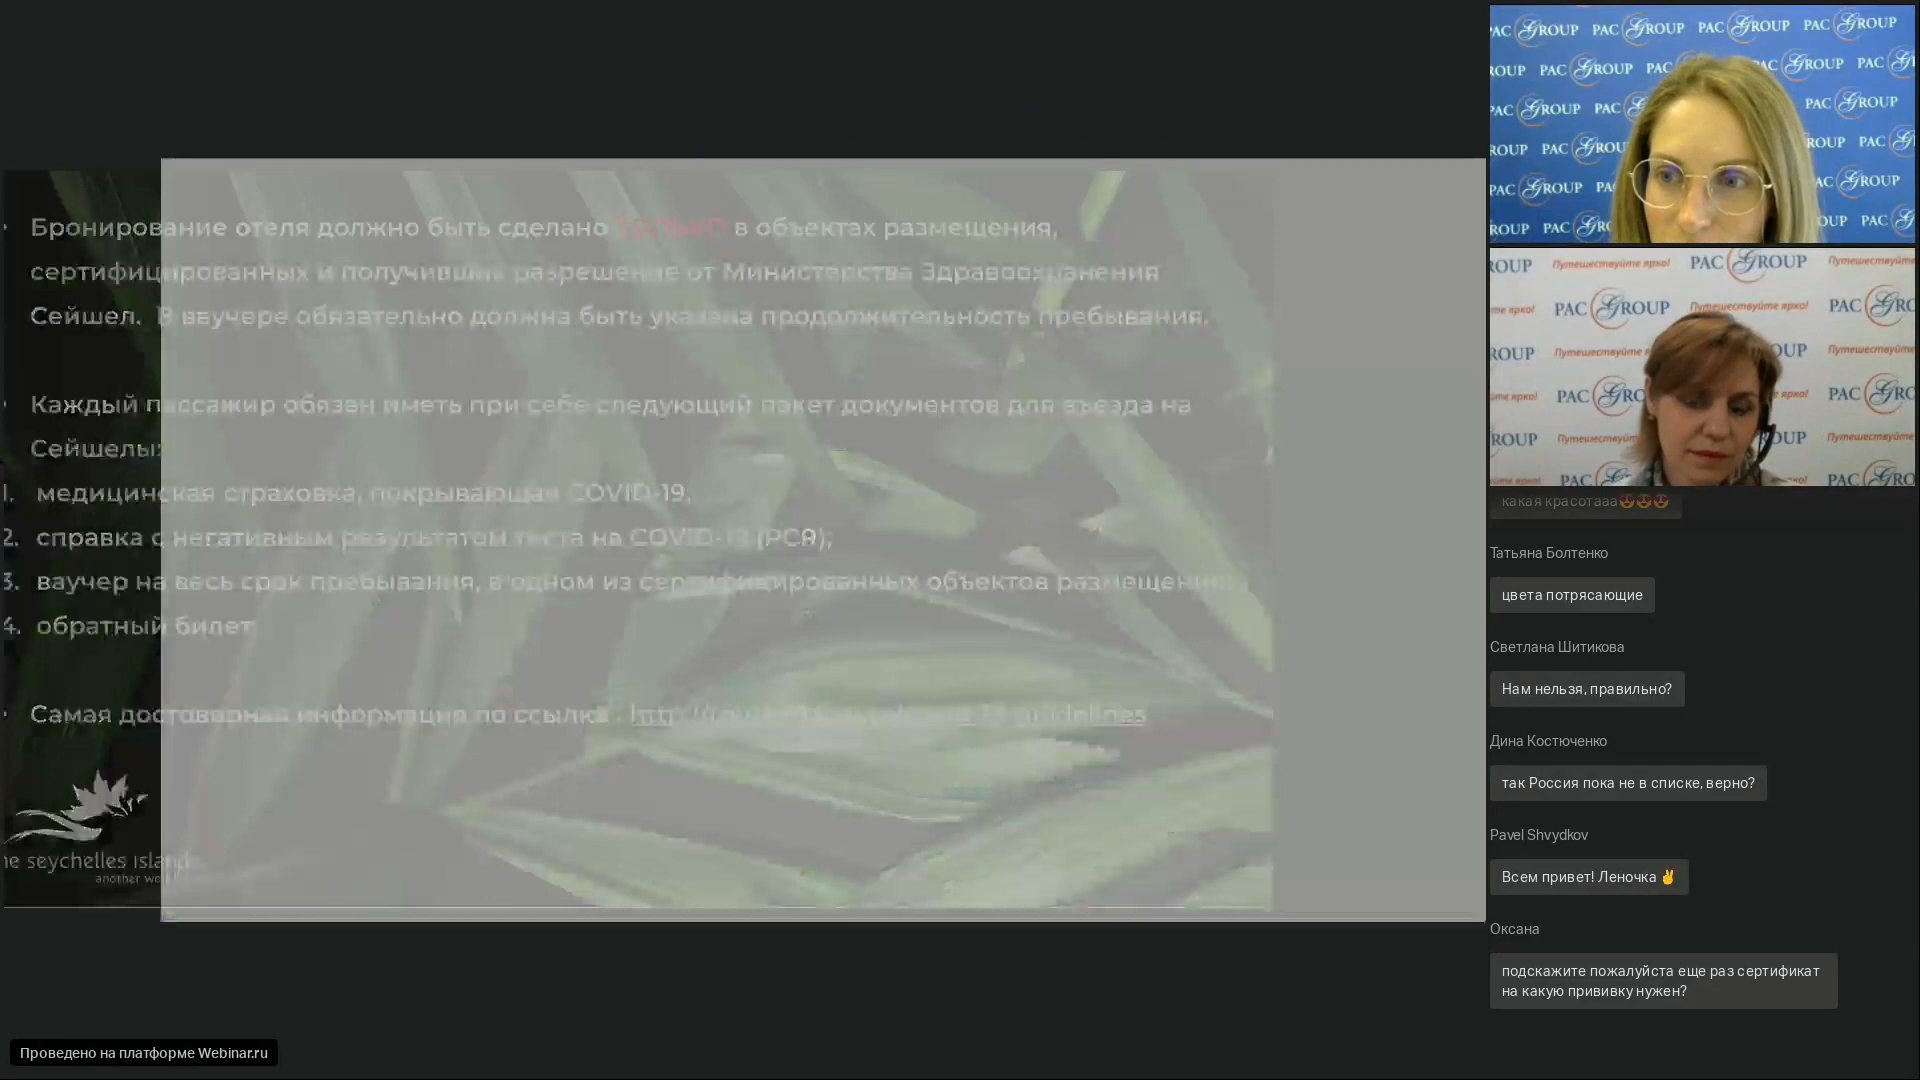 Бронирование отеля должно быть сделано ТОЛЬКО в объектах размещения,
сертифицированных и получивших разрешение от Министерства Здравоохранения
Сейшел. В ваучере обязательно должна быть указана продолжительность пребывания.
Каждый пассажир обязан иметь при себе следующий пакет документов для въезда на
Сейшелы:
1. медицинская страховка, покрывающая COVID-19,
2. справка с негативным результатом теста на COVID-19 (PCR),
3. ваучер на весь срок пребывания, в одном из сертифицированных объектов размещения
4. обратный билет
Самая достоверная информация по ссылке
he seychelles islands
another
PAC GROUP
Путешествуйте ярко!
какая красотааа😍😍😍
Татьяна Болтенко
цвета потрясающие
Светлана Шитикова
Нам нельзя, правильно?
Дина Костюченко
так Россия пока не в списке, верно?
Pavel Shvydkov
Всем привет! Леночка ✌
Оксана
подскажите пожалуйста еще раз сертификат
на какую прививку нужен?
Проведено на платформе Webinar.ru